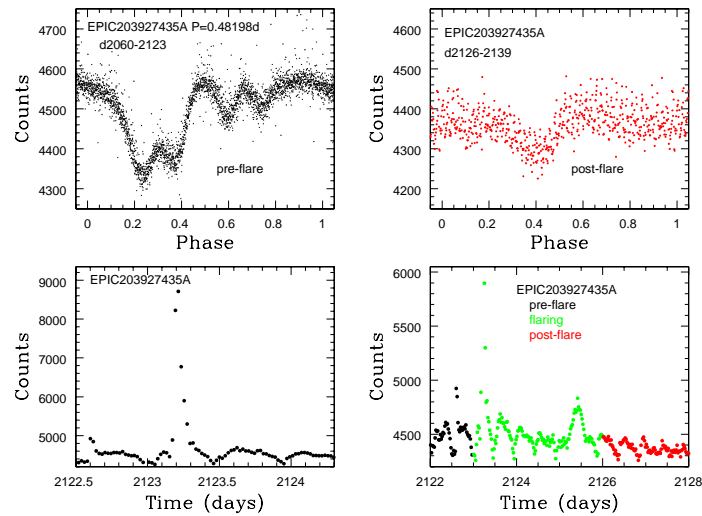 EPIC203927435A P=0.48198d
d2060-2123
4700
4600
4500
4400
4300
Counts
pre-flare
0
0.2
0.4
0.6
0.8
1
Phase
EPIC203927435A
d2126-2139
4600
4500
4400
4300
4200
Counts
post-flare
0
0.2
0.4
0.6
0.8
1
Phase
EPIC203927435A
9000
8000
7000
6000
5000
Counts
2122.5
2123
2123.5
2124
Time (days)
EPIC203927435A
pre-flare
flaring
post-flare
6000
5500
5000
4500
Counts
2122
2124
2126
2128
Time (days)